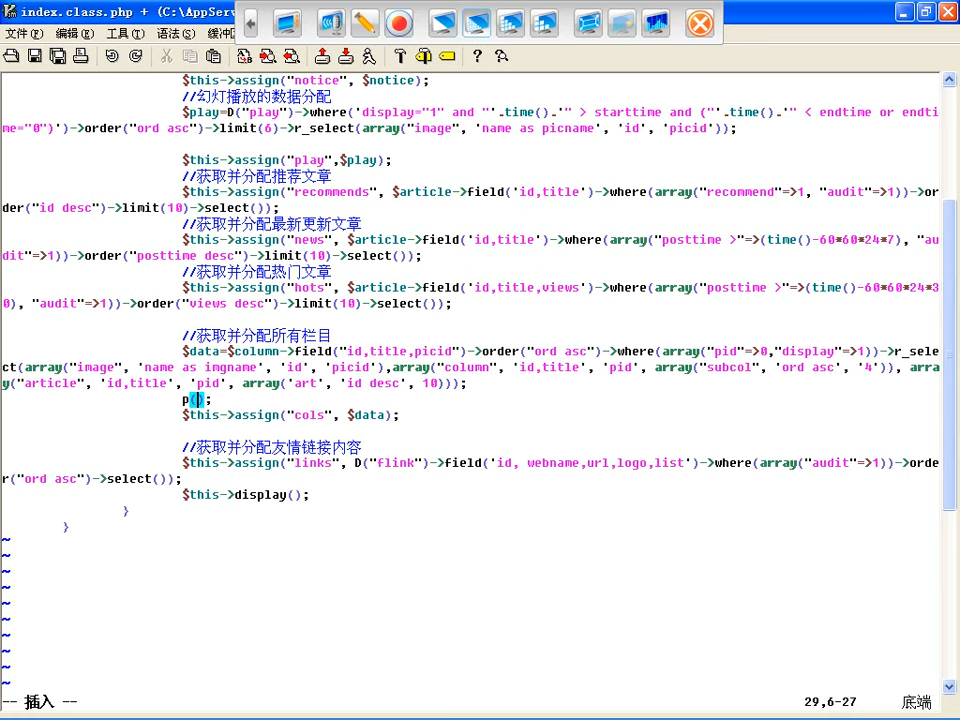 index.class.php + (C:\AppServ
文件(F) 编辑(E) 工具(T) 语法(S) 缓冲区
$this->assign("notice", $notice);
//幻灯播放的数据分配
$play=D("play")->where('display="1" and "'.time().'" > starttime and ("'.time().'" < endtime or endti
me="0")')->order("ord asc")->limit(6)->r_select(array("image", 'name as picname', 'id', 'picid'));
$this->assign("play",$play);
//获取并分配推荐文章
$this->assign("recommends", $article->field('id,title')->where(array("recommend"=>1, "audit"=>1))->or
der("id desc")->limit(10)->select());
//获取并分配最新更新文章
$this->assign("news", $article->field('id,title')->where(array("posttime >"=>(time()-60*60*24*7), "au
dit"=>1))->order("posttime desc")->limit(10)->select());
//获取并分配热门文章
$this->assign("hots", $article->field('id,title,views')->where(array("posttime >"=>(time()-60*60*24*3
0), "audit"=>1))->order("views desc")->limit(10)->select());
//获取并分配所有栏目
$data=$column->field("id,title,picid")->order("ord asc")->where(array("pid"=>0,"display"=>1))->r_sele
ct(array("image", 'name as imgname', 'id', 'picid'),array("column", 'id,title', 'pid', array("subcol", 'ord asc', '4')), arra
y("article", 'id,title', 'pid', array('art', 'id desc', 10)));
p();
$this->assign("cols", $data);
//获取并分配友情链接内容
$this->assign("links", D("flink")->field('id, webname,url,logo,list')->where(array("audit"=>1))->orde
r("ord asc")->select());
$this->display();
}
}
~
~
~
~
~
~
~
~
~
~
-- 插入 -- 29,6-27 底端